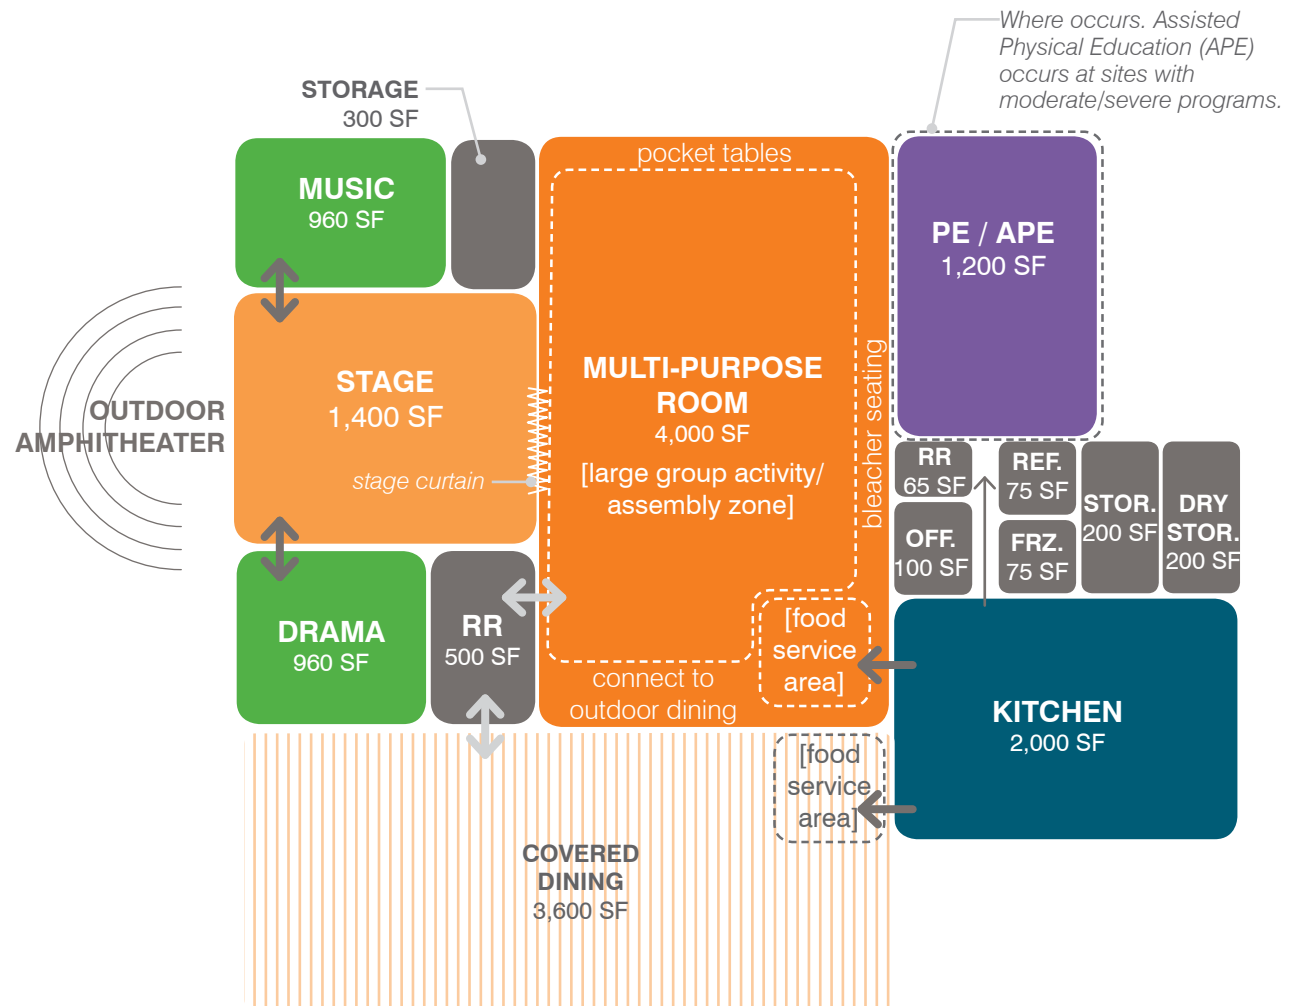 Where occurs. Assisted
Physical Education (APE)
occurs at sites with
moderate/severe programs.
STORAGE
300 SF
MUSIC
960 SF
pocket tables
PE / APE
1,200 SF
STAGE
1,400 SF
OUTDOOR
AMPHITHEATER
stage curtain
MULTI-PURPOSE
ROOM
4,000 SF
[large group activity/
assembly zone]
bleacher seating
RR
65 SF
REF.
75 SF
STOR.
200 SF
DRY
STOR.
200 SF
OFF.
100 SF
FRZ.
75 SF
DRAMA
960 SF
RR
500 SF
[food
service
area]
connect to
outdoor dining
KITCHEN
2,000 SF
[food
service
area]
COVERED
DINING
3,600 SF